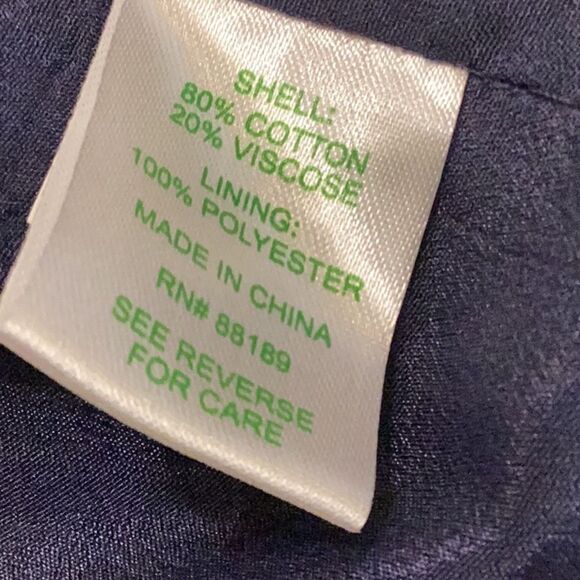 SHELL:
80% COTTON
20% VISCOSE
LINING:
100% POLYESTER
MADE IN CHINA
RN# 88189
SEE REVERSE
FOR CARE